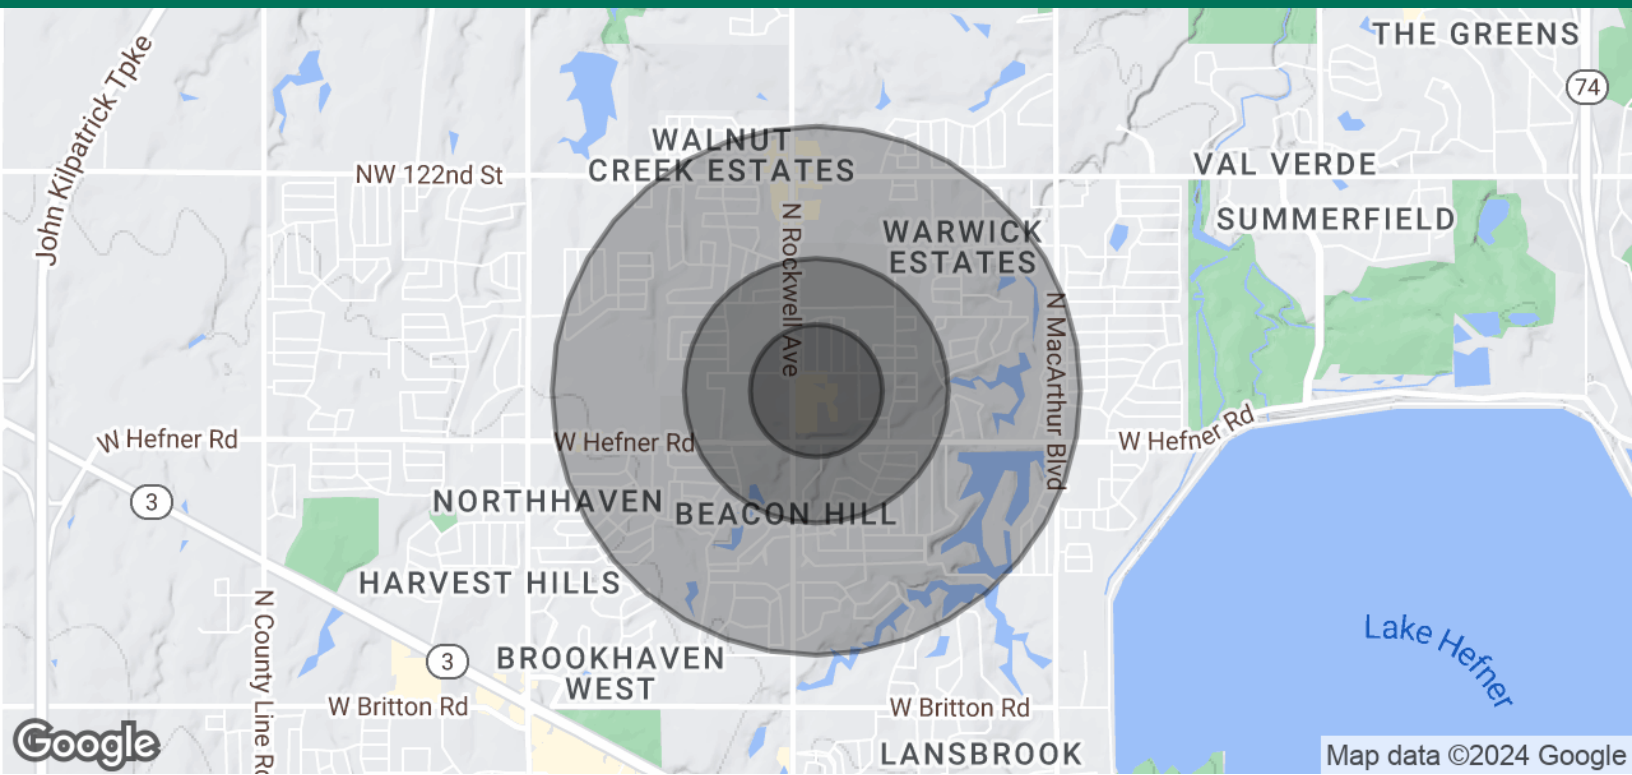 THE GREENS
74
John Kilpatrick Tpke
WALNUT
CREEK ESTATES
NW 122nd St
VAL VERDE
SUMMERFIELD
N Rockwell Ave
WARWICK
ESTATES
N MacArthur Blvd
W Hefner Rd
W Hefner Rd
W Hefner Rd
3
NORTHHAVEN
BEACON HILL
HARVEST HILLS
N County Line Rd
Lake Hefner
3
BROOKHAVEN
WEST
W Britton Rd
W Britton Rd
Google
LANSBROOK
Map data ©2024 Google